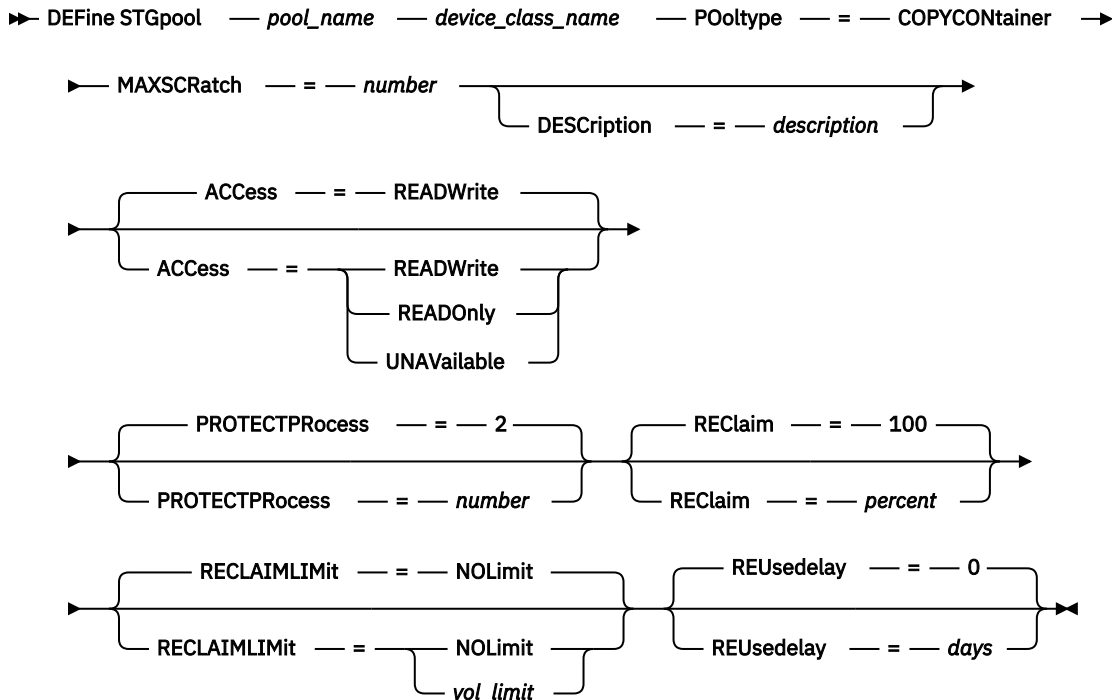 DEFine STGpool pool_name device_class_name POoltype = COPYCONtainer
MAXSCRatch = number
DESCription = description
ACCess = READWrite
ACCess = READWrite
READOnly
UNAVailable
PROTECTPRocess = 2 REClaim = 100
PROTECTPRocess = number REClaim = percent
RECLAIMLIMit = NOLimit REUsedelay = 0
RECLAIMLIMit = NOLimit REUsedelay = days
vol_limit